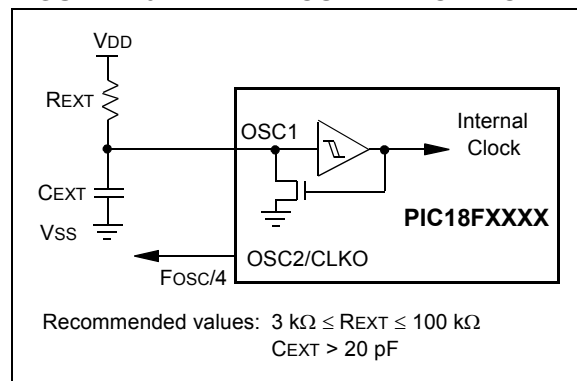 VDD
REXT
OSC1
Internal
Clock
CEXT
PIC18FXXXX
VSS
OSC2/CLKO
FOSC/4
Recommended values: 3 kΩ ≤ REXT ≤ 100 kΩ
CEXT > 20 pF